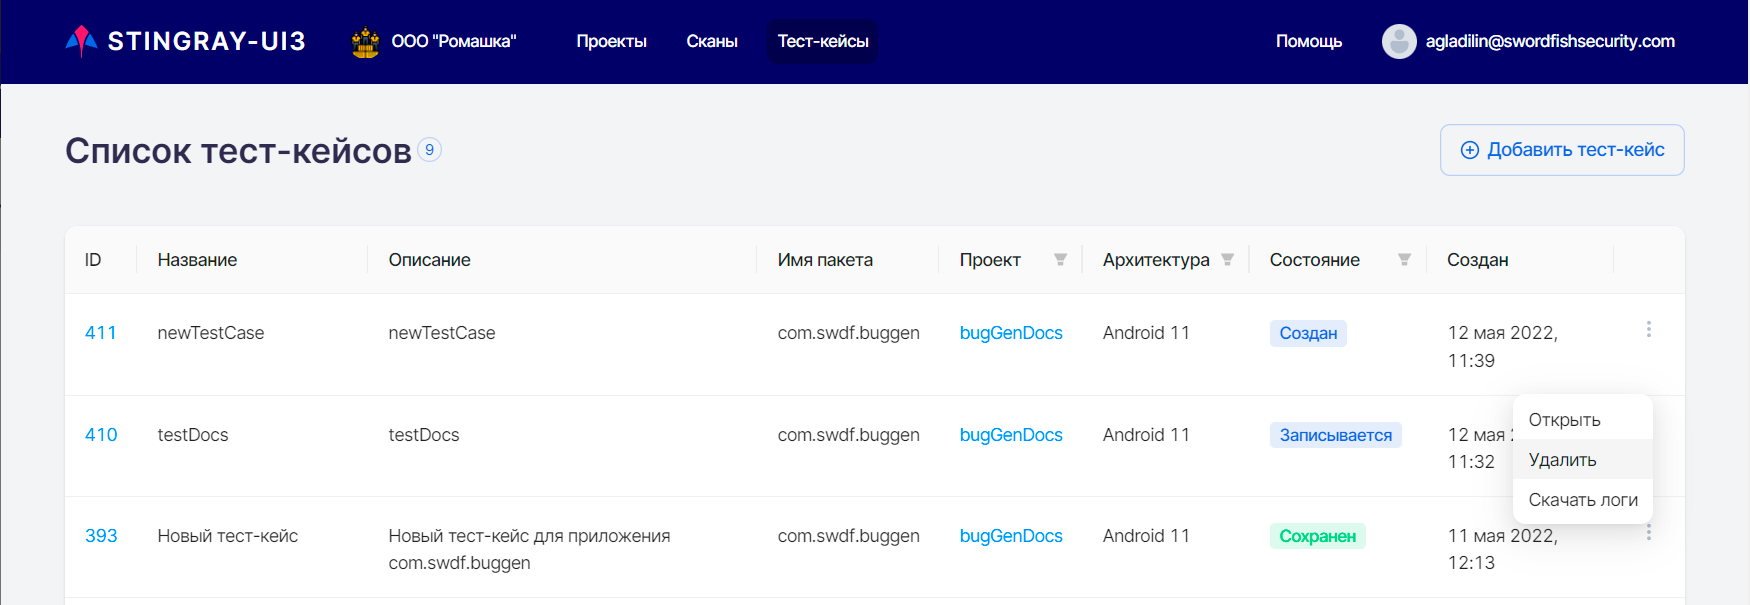 STINGRAY-UI3 ООО "Ромашка" Проекты Сканы Тест-кейсы Помощь agladilin@swordfishsecurity.com
Список тест-кейсов 9 Добавить тест-кейс
ID Название Описание Имя пакета Проект Архитектура Состояние Создан
411 newTestCase newTestCase com.swdf.buggen bugGenDocs Android 11 Создан 12 мая 2022,
11:39
Открыть
410 testDocs testDocs com.swdf.buggen bugGenDocs Android 11 Записывается 12 мая
11:32 Удалить
Скачать логи
393 Новый тест-кейс Новый тест-кейс для приложения com.swdf.buggen bugGenDocs Android 11 Сохранен 11 мая 2022,
com.swdf.buggen 12:13